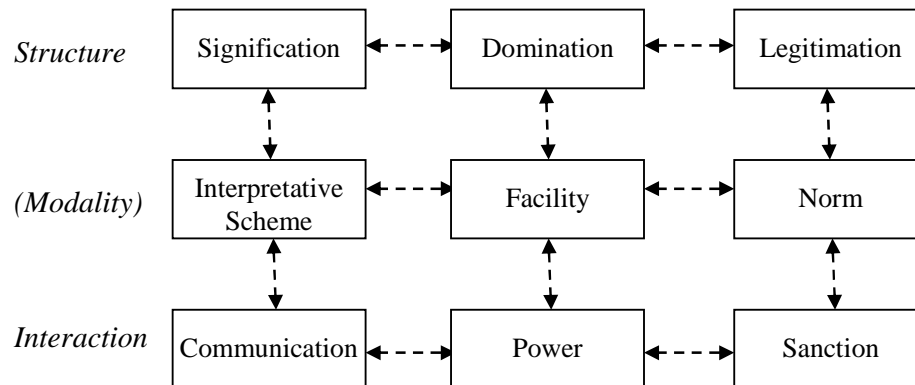 Structure
Signification
Domination
Legitimation
(Modality)
Interpretative
Scheme
Facility
Norm
Interaction
Communication
Power
Sanction